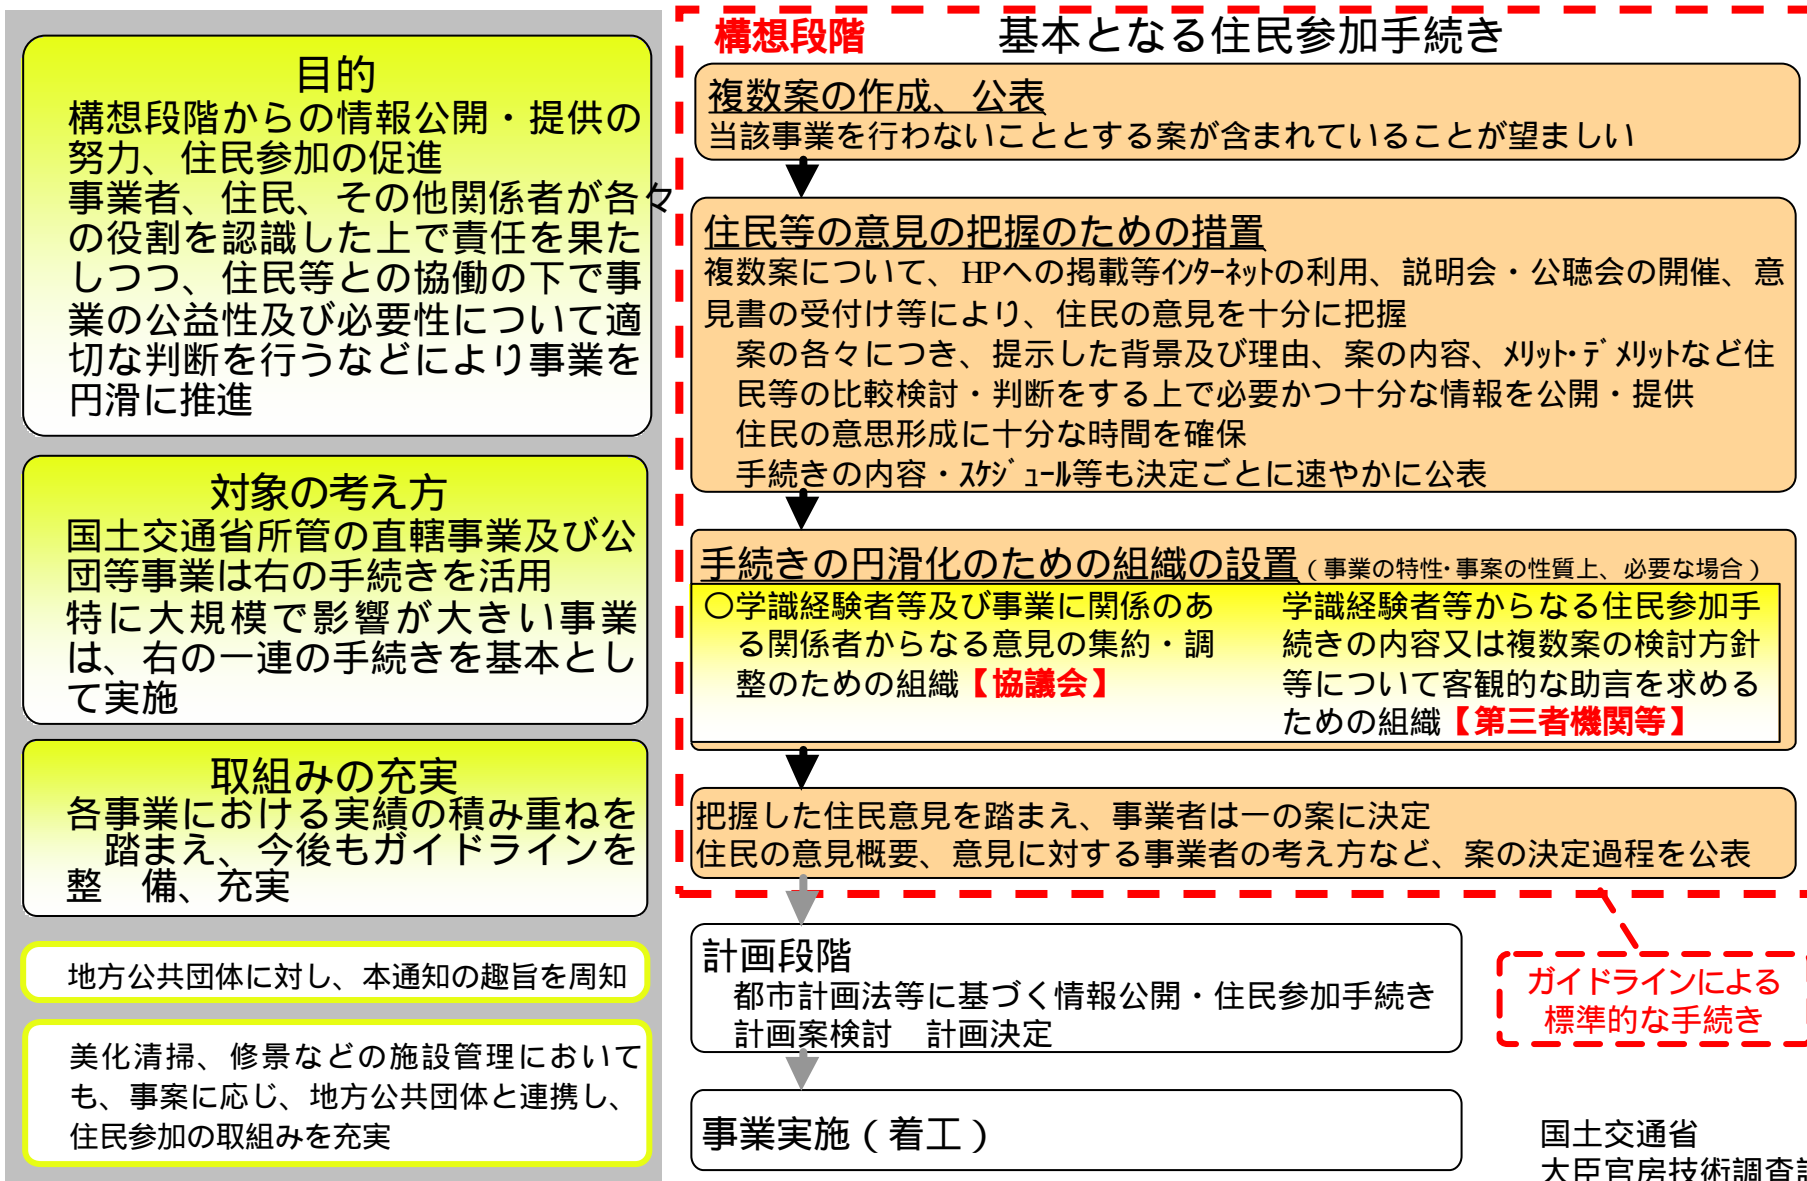 目的
構想段階からの情報公開・提供の
努力、住民参加の促進
事業者、住民、その他関係者が各々
の役割を認識した上で責任を果た
しつつ、住民等との協働の下で事
業の公益性及び必要性について適
切な判断を行うなどにより事業を
円滑に推進
対象の考え方
国土交通省所管の直轄事業及び公
団等事業は右の手続きを活用
特に大規模で影響が大きい事業
は、右の一連の手続きを基本とし
て実施
取組みの充実
各事業における実績の積み重ねを
踏まえ、今後もガイドラインを
整　備、充実
地方公共団体に対し、本通知の趣旨を周知
美化清掃、修景などの施設管理において
も、事案に応じ、地方公共団体と連携し、
住民参加の取組みを充実
構想段階　基本となる住民参加手続き
複数案の作成、公表
当該事業を行わないこととする案が含まれていることが望ましい
住民等の意見の把握のための措置
複数案について、HPへの掲載等ｲﾝﾀｰﾈｯﾄの利用、説明会・公聴会の開催、意
見書の受付け等により、住民の意見を十分に把握
案の各々につき、提示した背景及び理由、案の内容、ﾒﾘｯﾄ･ﾃﾞﾒﾘｯﾄなど住
民等の比較検討・判断をする上で必要かつ十分な情報を公開・提供
住民の意思形成に十分な時間を確保
手続きの内容・ｽｹｼﾞｭｰﾙ等も決定ごとに速やかに公表
手続きの円滑化のための組織の設置（事業の特性･事案の性質上、必要な場合）
○学識経験者等及び事業に関係のあ
る関係者からなる意見の集約・調
整のための組織【協議会】
学識経験者等からなる住民参加手
続きの内容又は複数案の検討方針
等について客観的な助言を求める
ための組織【第三者機関等】
把握した住民意見を踏まえ、事業者は一の案に決定
住民の意見概要、意見に対する事業者の考え方など、案の決定過程を公表
計画段階
都市計画法等に基づく情報公開・住民参加手続き
計画案検討　計画決定
ガイドラインによる
標準的な手続き
事業実施（着工）
国土交通省
大臣官房技術調査